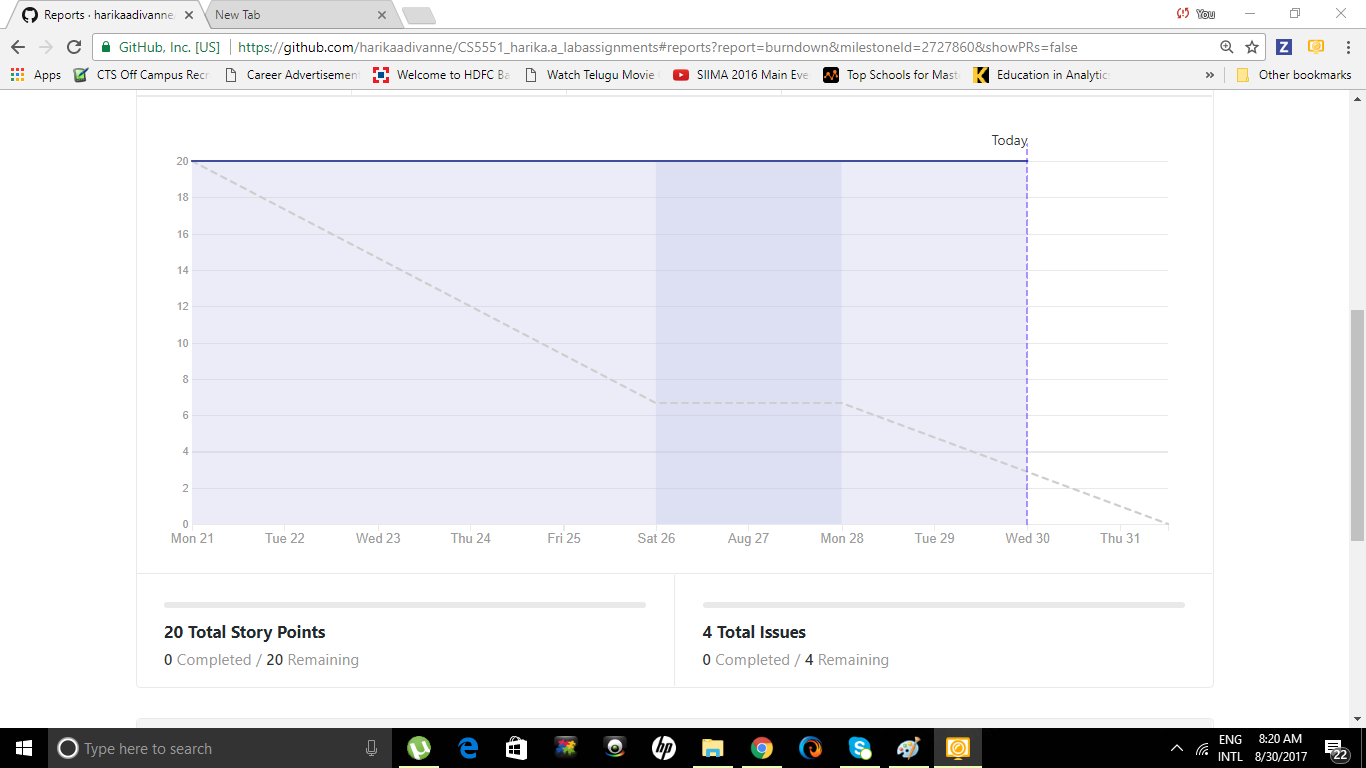 Reports · harikaadivanne
New Tab
You
GitHub, Inc. [US]
https://github.com/harikaadivanne/CS5551_harika.a_labassignments#reports?report=burndown&milestoneId=2727860&showPRs=false
Apps
CTS Off Campus Recr
Career Advertisement
Welcome to HDFC Ba
Watch Telugu Movie
SIIMA 2016 Main Eve
Top Schools for Mast
Education in Analytic
»
Other bookmarks
Today
20
18
16
14
12
10
8
6
4
2
0
Mon 21 Tue 22 Wed 23 Thu 24 Fri 25 Sat 26 Aug 27 Mon 28 Tue 29 Wed 30 Thu 31
20 Total Story Points
0 Completed / 20 Remaining
4 Total Issues
0 Completed / 4 Remaining
Type here to search
ENG
INTL
8:20 AM
8/30/2017
22